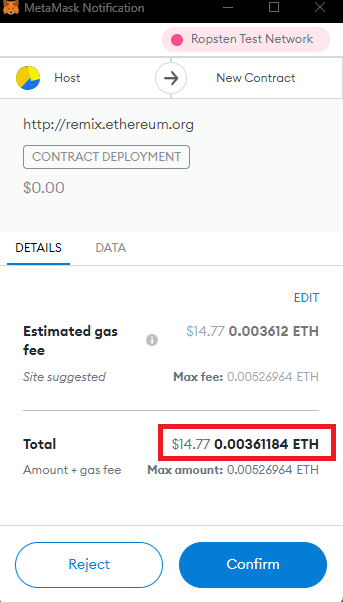 MetaMask Notification
Ropsten Test Network
Host
New Contract
http://remix.ethereum.org
CONTRACT DEPLOYMENT
$0.00
DETAILS DATA
EDIT
Estimated gas fee $14.77 0.003612 ETH
Site suggested Max fee: 0.00526964 ETH
Total $14.77 0.00361184 ETH
Amount + gas fee Max amount: 0.00526964 ETH
Reject Confirm